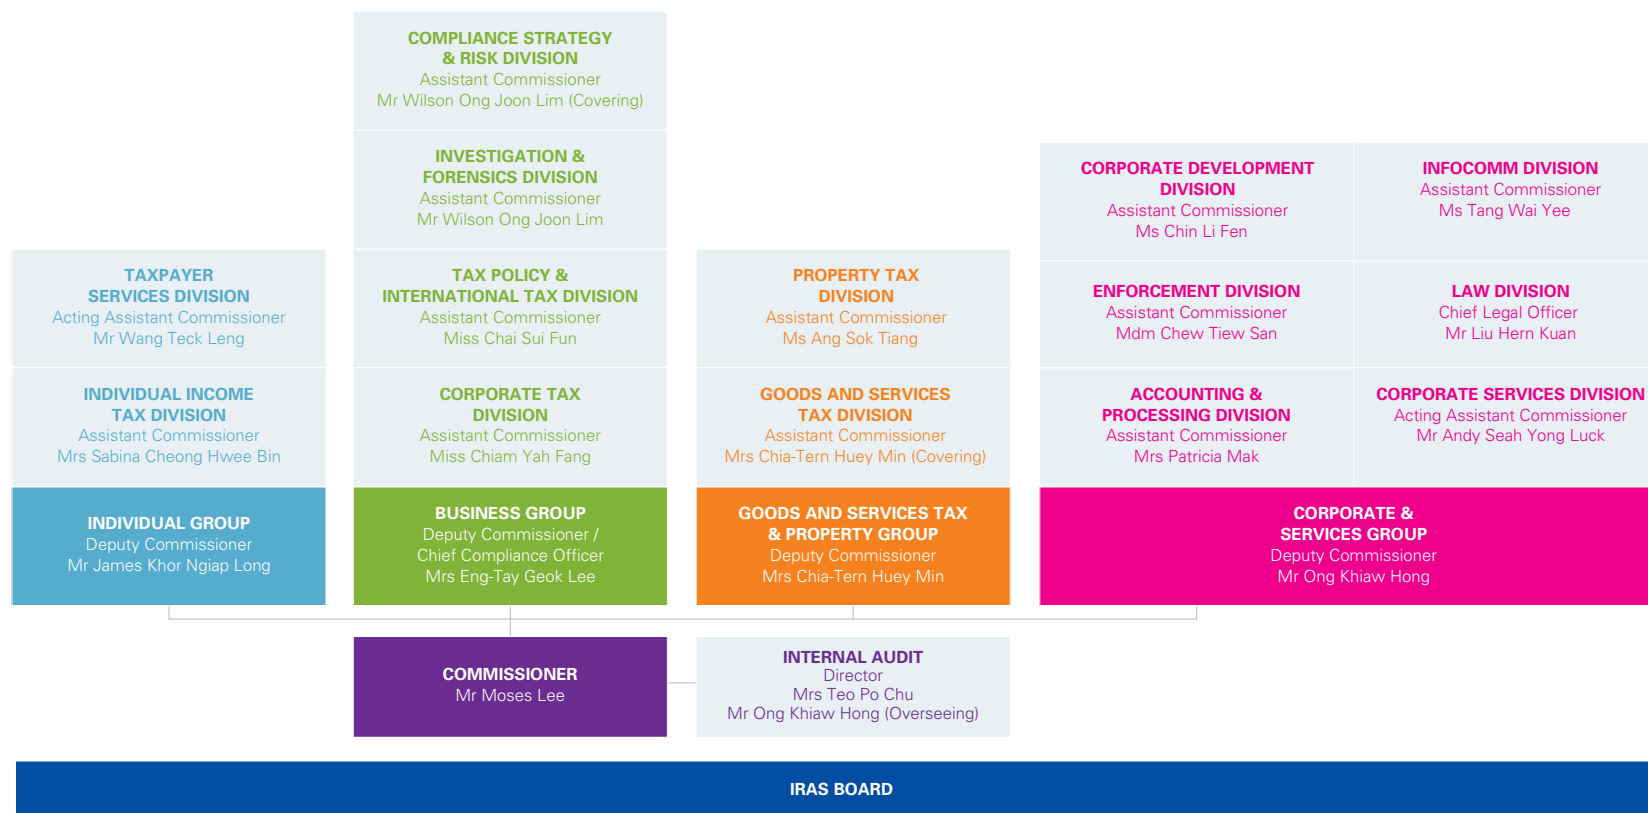 COMPLIANCE STRATEGY
& RISK DIVISION
Assistant Commissioner
Mr Wilson Ong Joon Lim (Covering)
INVESTIGATION &
FORENSICS DIVISION
Assistant Commissioner
Mr Wilson Ong Joon Lim
CORPORATE DEVELOPMENT
DIVISION
Assistant Commissioner
Ms Chin Li Fen
INFOCOMM DIVISION
Assistant Commissioner
Ms Tang Wai Yee
TAXPAYER
SERVICES DIVISION
Acting Assistant Commissioner
Mr Wang Teck Leng
TAX POLICY &
INTERNATIONAL TAX DIVISION
Assistant Commissioner
Miss Chai Sui Fun
PROPERTY TAX
DIVISION
Assistant Commissioner
Ms Ang Sok Tiang
ENFORCEMENT DIVISION
Assistant Commissioner
Mdm Chew Tiew San
LAW DIVISION
Chief Legal Officer
Mr Liu Hern Kuan
INDIVIDUAL INCOME
TAX DIVISION
Assistant Commissioner
Mrs Sabina Cheong Hwee Bin
CORPORATE TAX
DIVISION
Assistant Commissioner
Miss Chiam Yah Fang
GOODS AND SERVICES
TAX DIVISION
Assistant Commissioner
Mrs Chia-Tern Huey Min (Covering)
ACCOUNTING &
PROCESSING DIVISION
Assistant Commissioner
Mrs Patricia Mak
CORPORATE SERVICES DIVISION
Acting Assistant Commissioner
Mr Andy Seah Yong Luck
INDIVIDUAL GROUP
Deputy Commissioner
Mr James Khor Ngiap Long
BUSINESS GROUP
Deputy Commissioner /
Chief Compliance Officer
Mrs Eng-Tay Geok Lee
GOODS AND SERVICES TAX
& PROPERTY GROUP
Deputy Commissioner
Mrs Chia-Tern Huey Min
CORPORATE &
SERVICES GROUP
Deputy Commissioner
Mr Ong Khiaw Hong
COMMISSIONER
Mr Moses Lee
INTERNAL AUDIT
Director
Mrs Teo Po Chu
Mr Ong Khiaw Hong (Overseeing)
IRAS BOARD